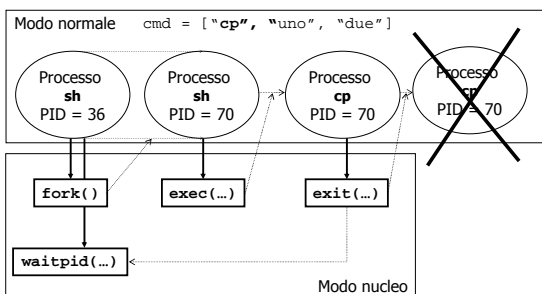 Modo normale cmd = [“cp”, “uno”, “due”]
Processo
sh
PID = 36
Processo
sh
PID = 70
Processo
cp
PID = 70
Processo
cp
PID = 70
fork()
exec(…)
exit(…)
waitpid(…)
Modo nucleo